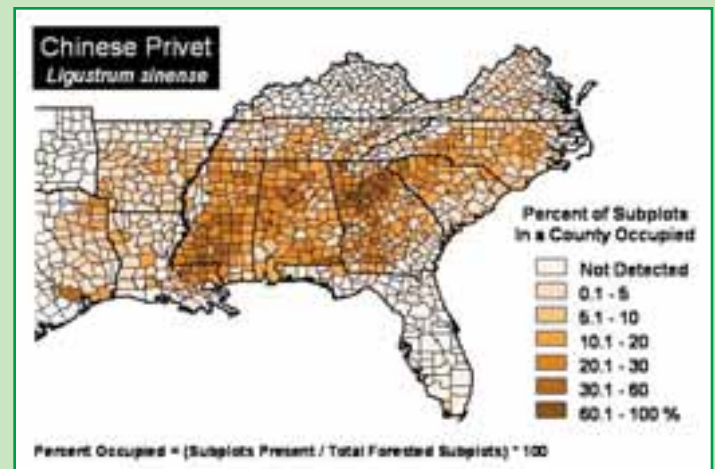 Chinese Privet
Ligustrum sinense
Percent of Subplots
in a County Occupied
Not Detected
0.1 - 5
5.1 - 10
10.1 - 20
20.1 - 30
30.1 - 60
60.1 - 100 %
Percent Occupied = (Subplots Present / Total Forested Subplots) * 100